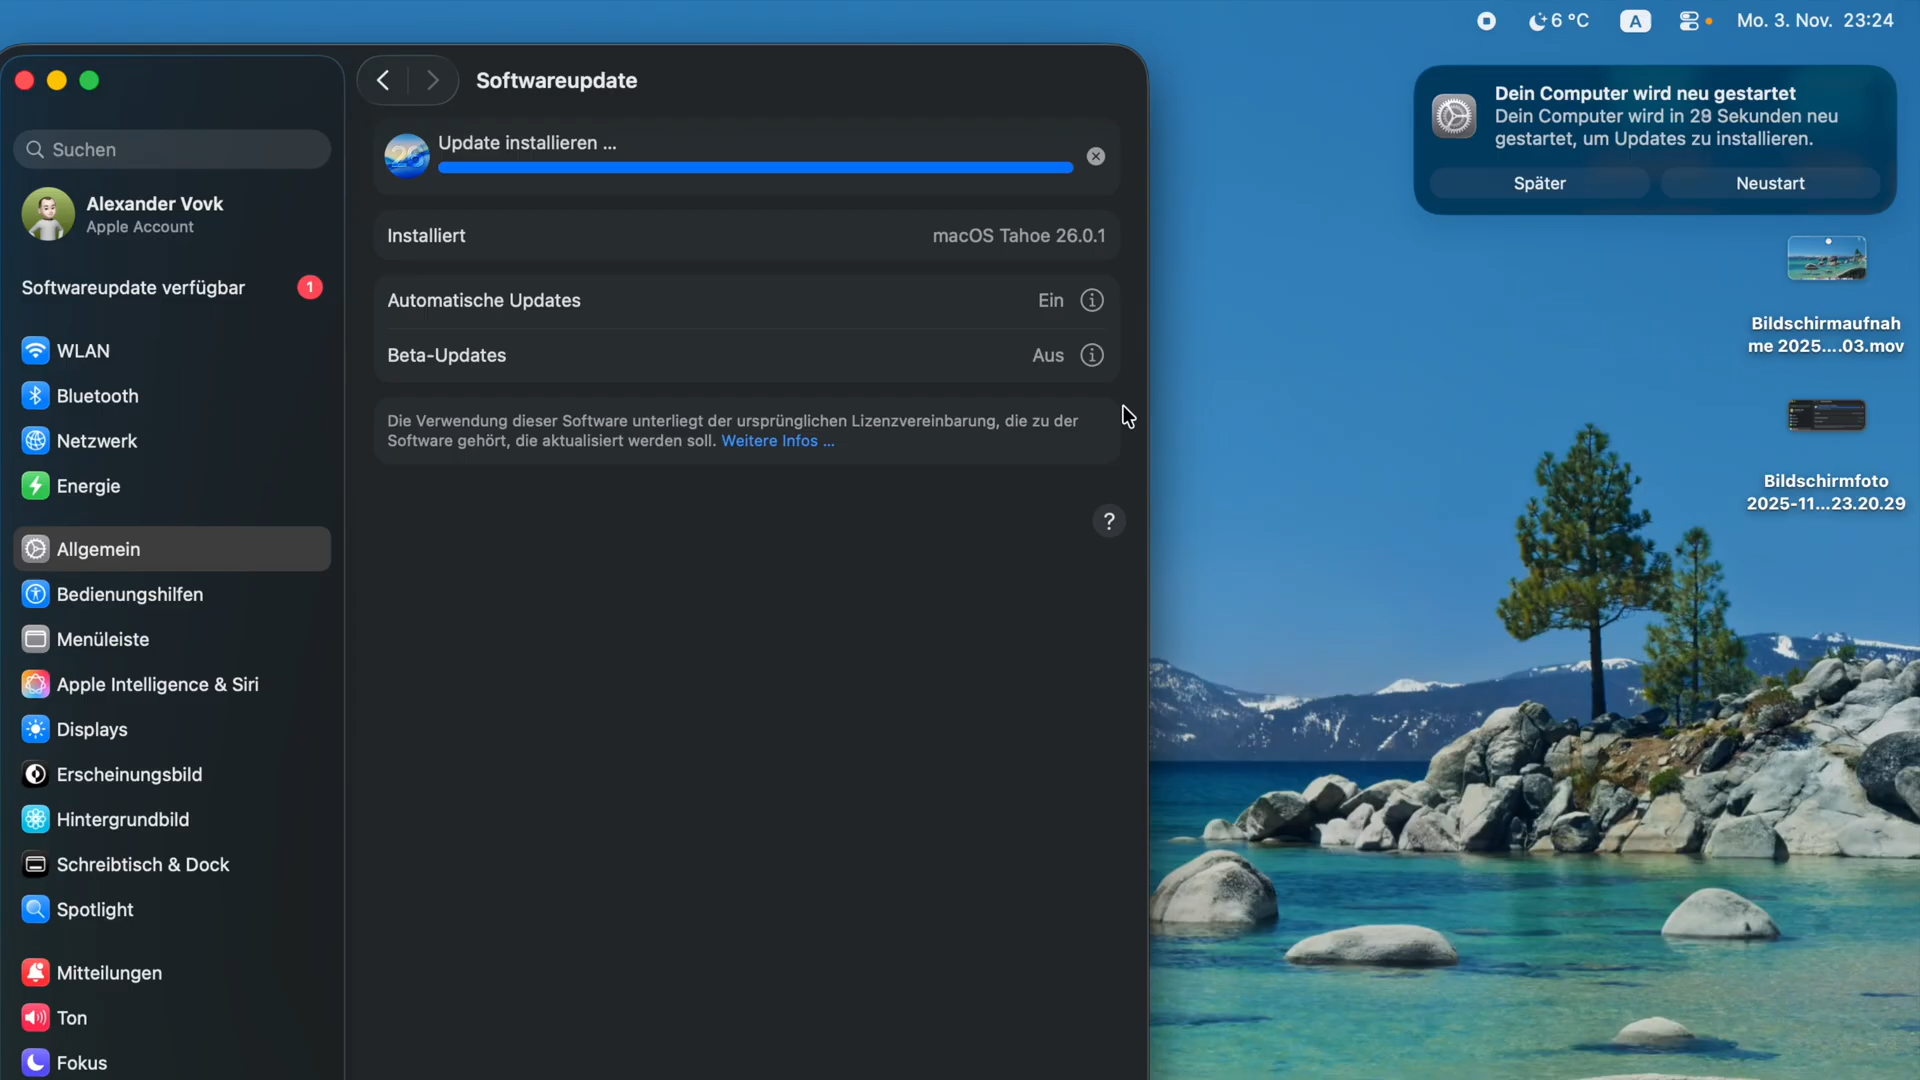 6 °C
A
Mo. 3. Nov. 23:24
Softwareupdate
Suchen
Alexander Vovk
Apple Account
Softwareupdate verfügbar
1
WLAN
Bluetooth
Netzwerk
Energie
Allgemein
Bedienungshilfen
Menüleiste
Apple Intelligence & Siri
Displays
Erscheinungsbild
Hintergrundbild
Schreibtisch & Dock
Spotlight
Mitteilungen
Ton
Fokus
26
Update installieren ...
Installiert
macOS Tahoe 26.0.1
Automatische Updates
Ein
Beta-Updates
Aus
Die Verwendung dieser Software unterliegt der ursprünglichen Lizenzvereinbarung, die zu der
Software gehört, die aktualisiert werden soll. Weitere Infos ...
?
Dein Computer wird neu gestartet
Dein Computer wird in Sekunden neu
gestartet, um Updates zu installieren.
Später
Neustart
Bildschirmaufnah
me 2025....03.mov
Bildschirmfoto
2025-11...23.20.29